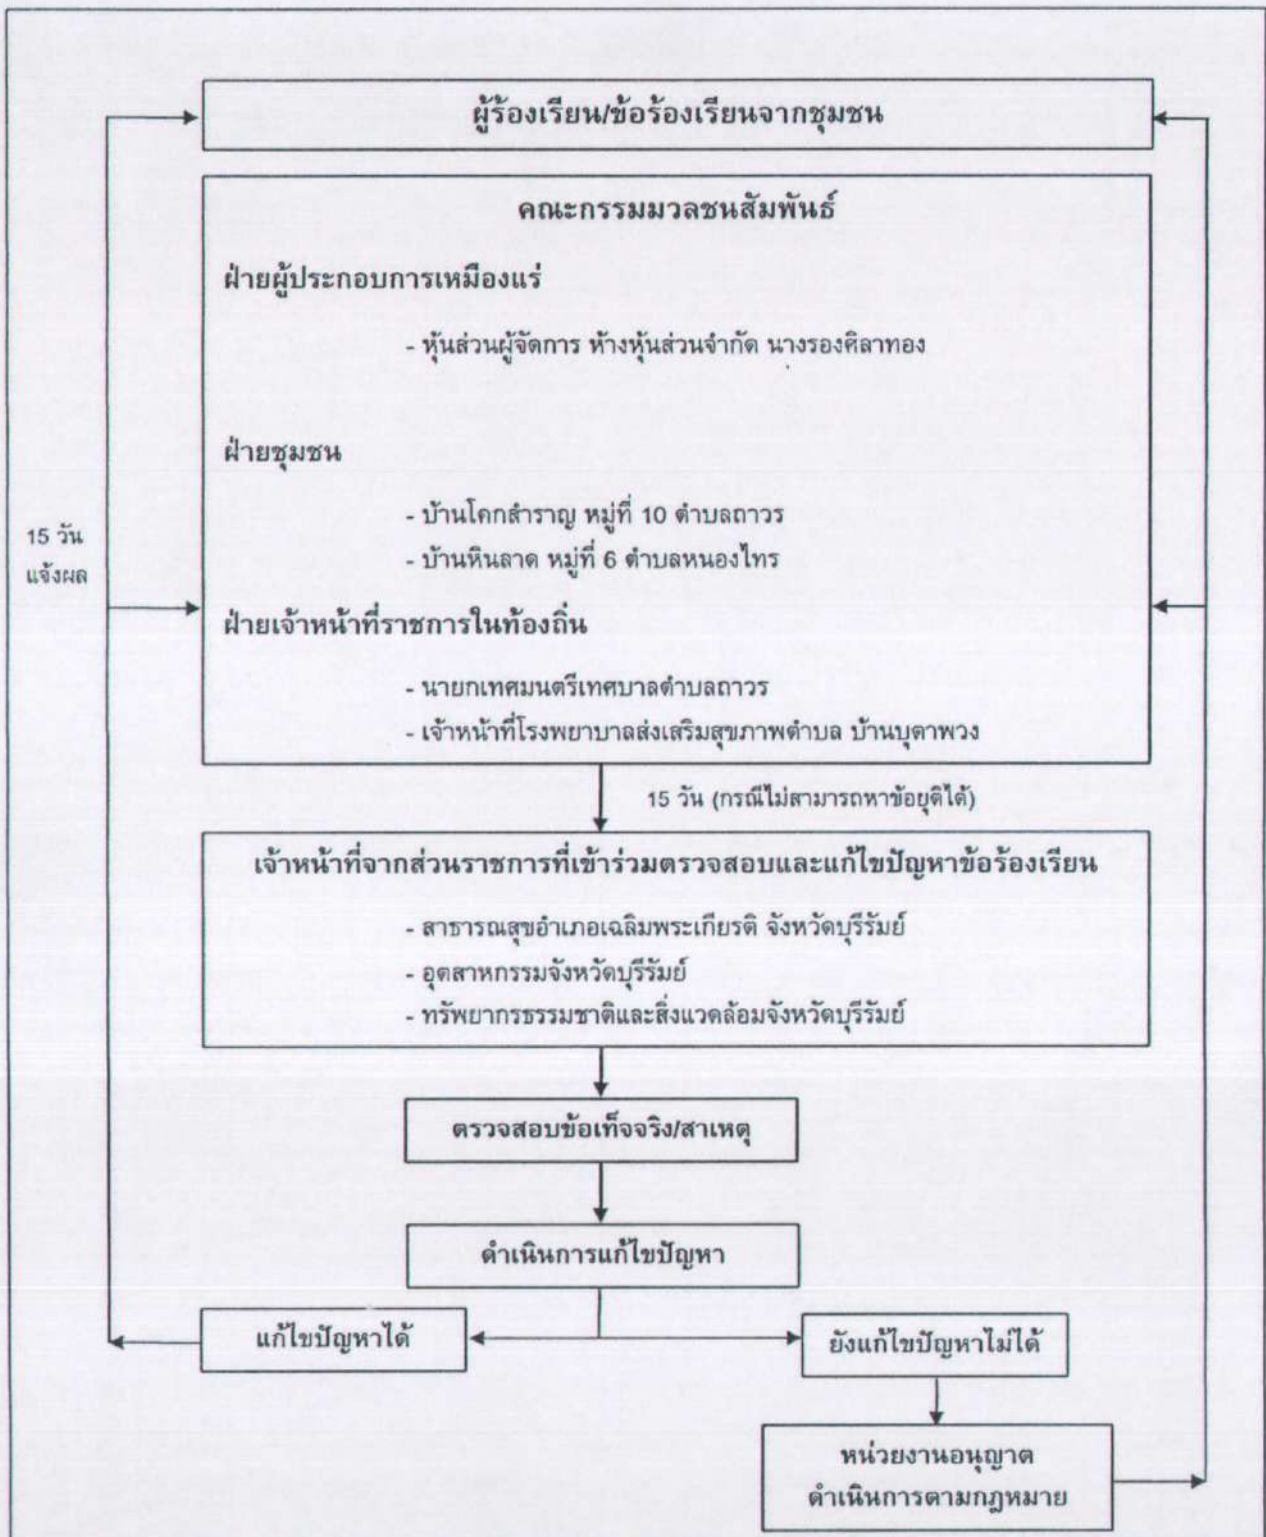 ผู้ร้องเรียน/ข้อร้องเรียนจากชุมชน
คณะกรรมมวลชนสัมพันธ์
ฝ่ายผู้ประกอบการเหมืองแร่
- หุ้นส่วนผู้จัดการ ห้างหุ้นส่วนจำกัด นางรองศิลาทอง
ฝ่ายชุมชน
- บ้านโคกสำราญ หมู่ที่ 10 ตำบลถาวร
- บ้านหินลาด หมู่ที่ 6 ตำบลหนองไทร
15 วัน
แจ้งผล
ฝ่ายเจ้าหน้าที่ราชการในท้องถิ่น
- นายกเทศมนตรีเทศบาลตำบลถาวร
- เจ้าหน้าที่โรงพยาบาลส่งเสริมสุขภาพตำบล บ้านบุตาพวง
15 วัน (กรณีไม่สามารถหาข้อยุติได้)
เจ้าหน้าที่จากส่วนราชการที่เข้าร่วมตรวจสอบและแก้ไขปัญหาข้อร้องเรียน
- สาธารณสุขอำเภอเฉลิมพระเกียรติ จังหวัดบุรีรัมย์
- อุตสาหกรรมจังหวัดบุรีรัมย์
- ทรัพยากรธรรมชาติและสิ่งแวดล้อมจังหวัดบุรีรัมย์
ตรวจสอบข้อเท็จจริง/สาเหตุ
ดำเนินการแก้ไขปัญหา
แก้ไขปัญหาได้
ยังแก้ไขปัญหาไม่ได้
หน่วยงานอนุญาต
ดำเนินการตามกฎหมาย